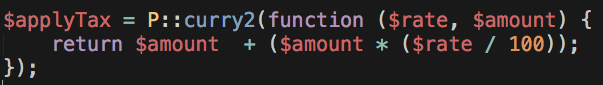 $applyTax = P::curry2(function ($rate, $amount) {
    return $amount  + ($amount * ($rate / 100));
});